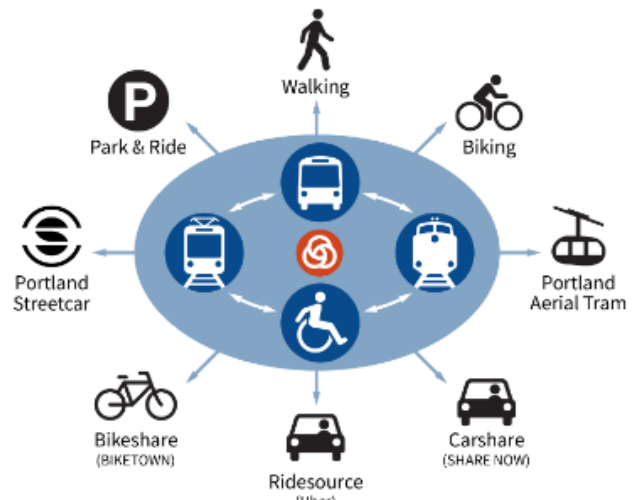 Walking
P
Park & Ride
Biking
Portland
Streetcar
Portland
Aerial Tram
Bikeshare
(BIKETOWN)
Carshare
(SHARE NOW)
Ridesource